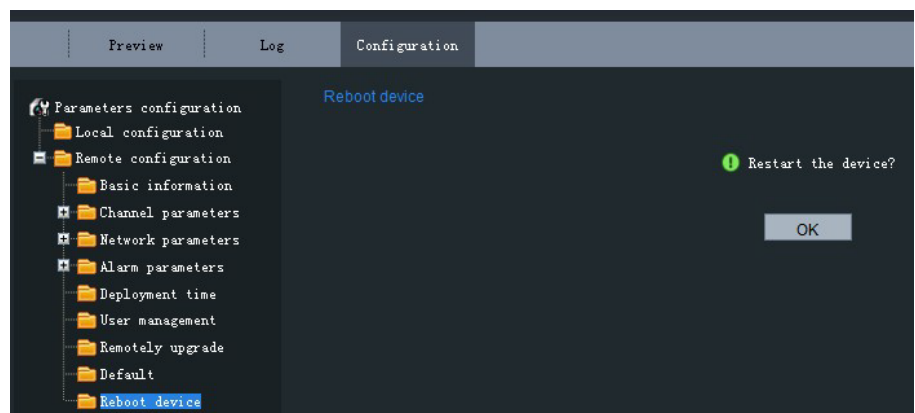 Preview Log Configuration
Parameters configuration
Local configuration
Remote configuration
Basic information
Channel parameters
Network parameters
Alarm parameters
Deployment time
User management
Remotely upgrade
Default
Reboot device
Reboot device
Restart the device?
OK